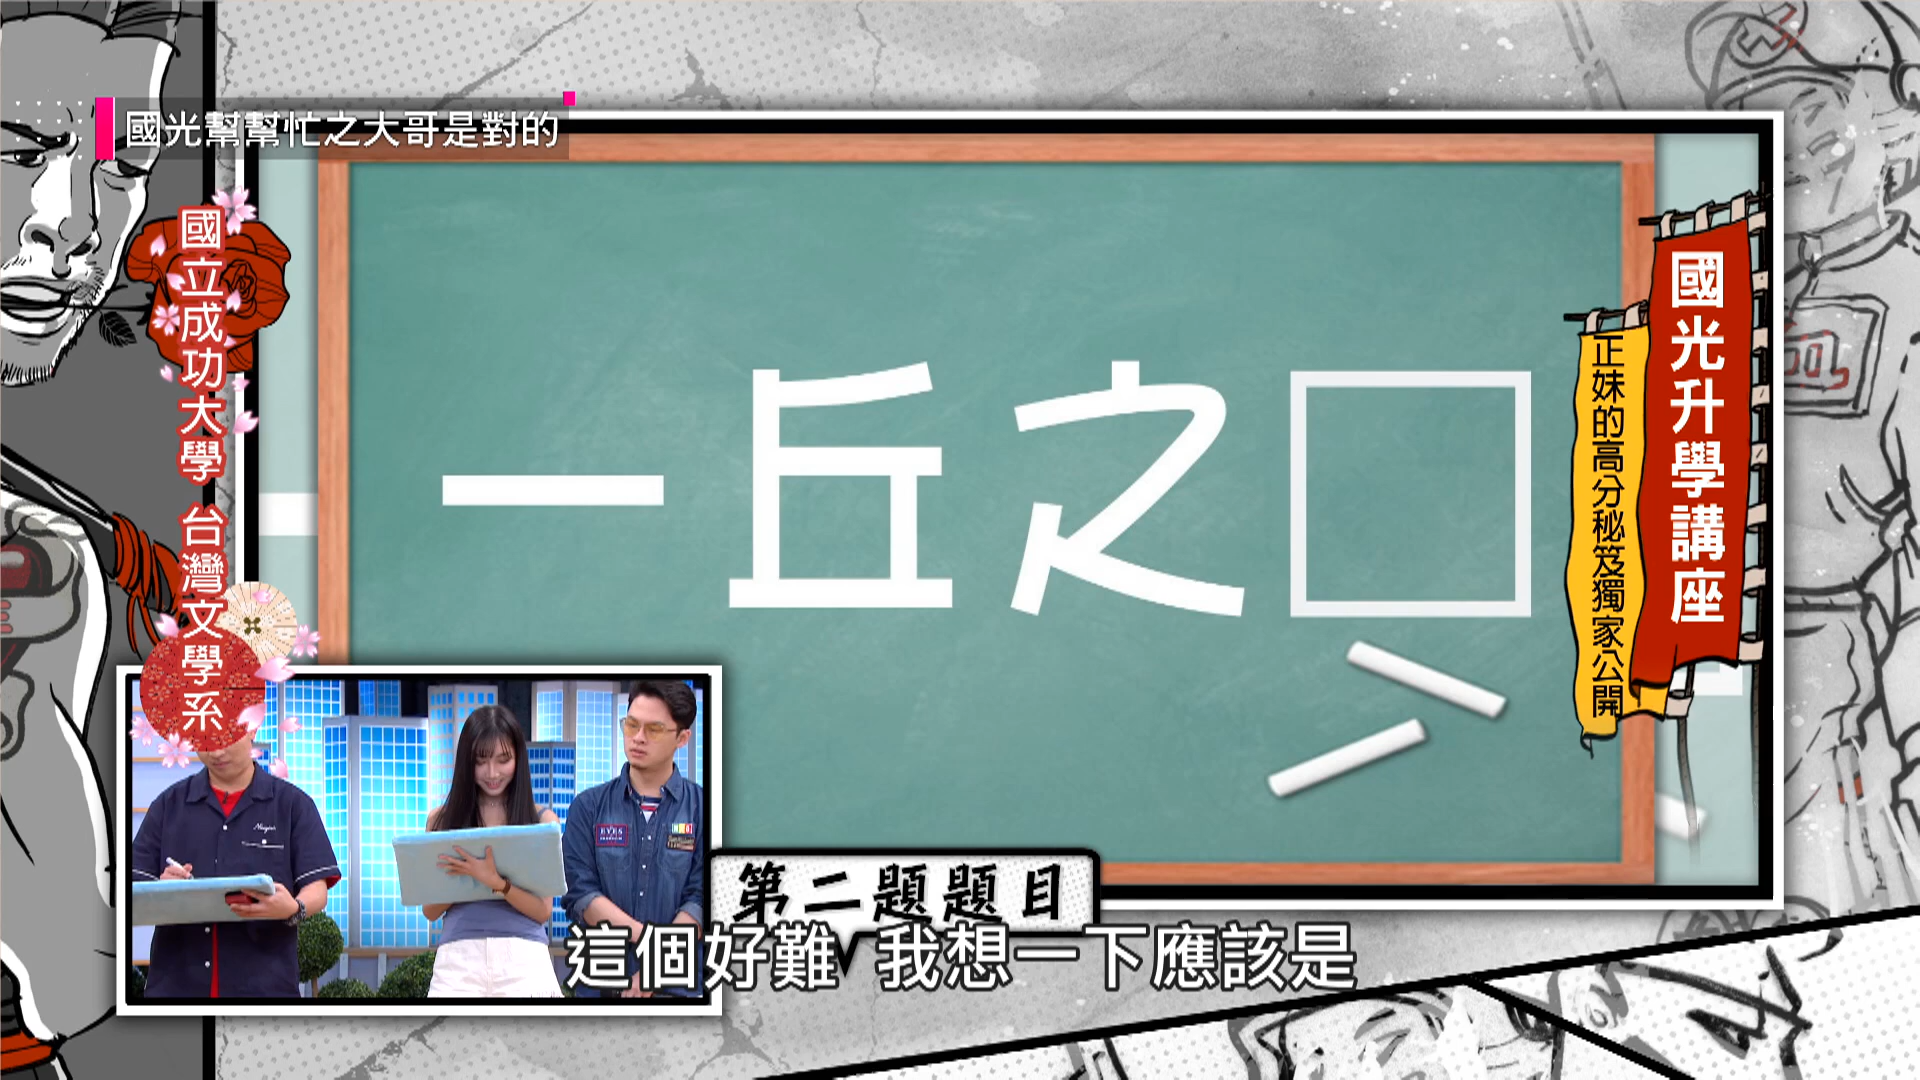 國光幫幫忙之大哥是對的
國立成功大學 台灣文學系
一丘之□
國光升學講座
正妹的高分秘笈獨家公開
第二題題目
這個好難 我想一下應該是
EYES